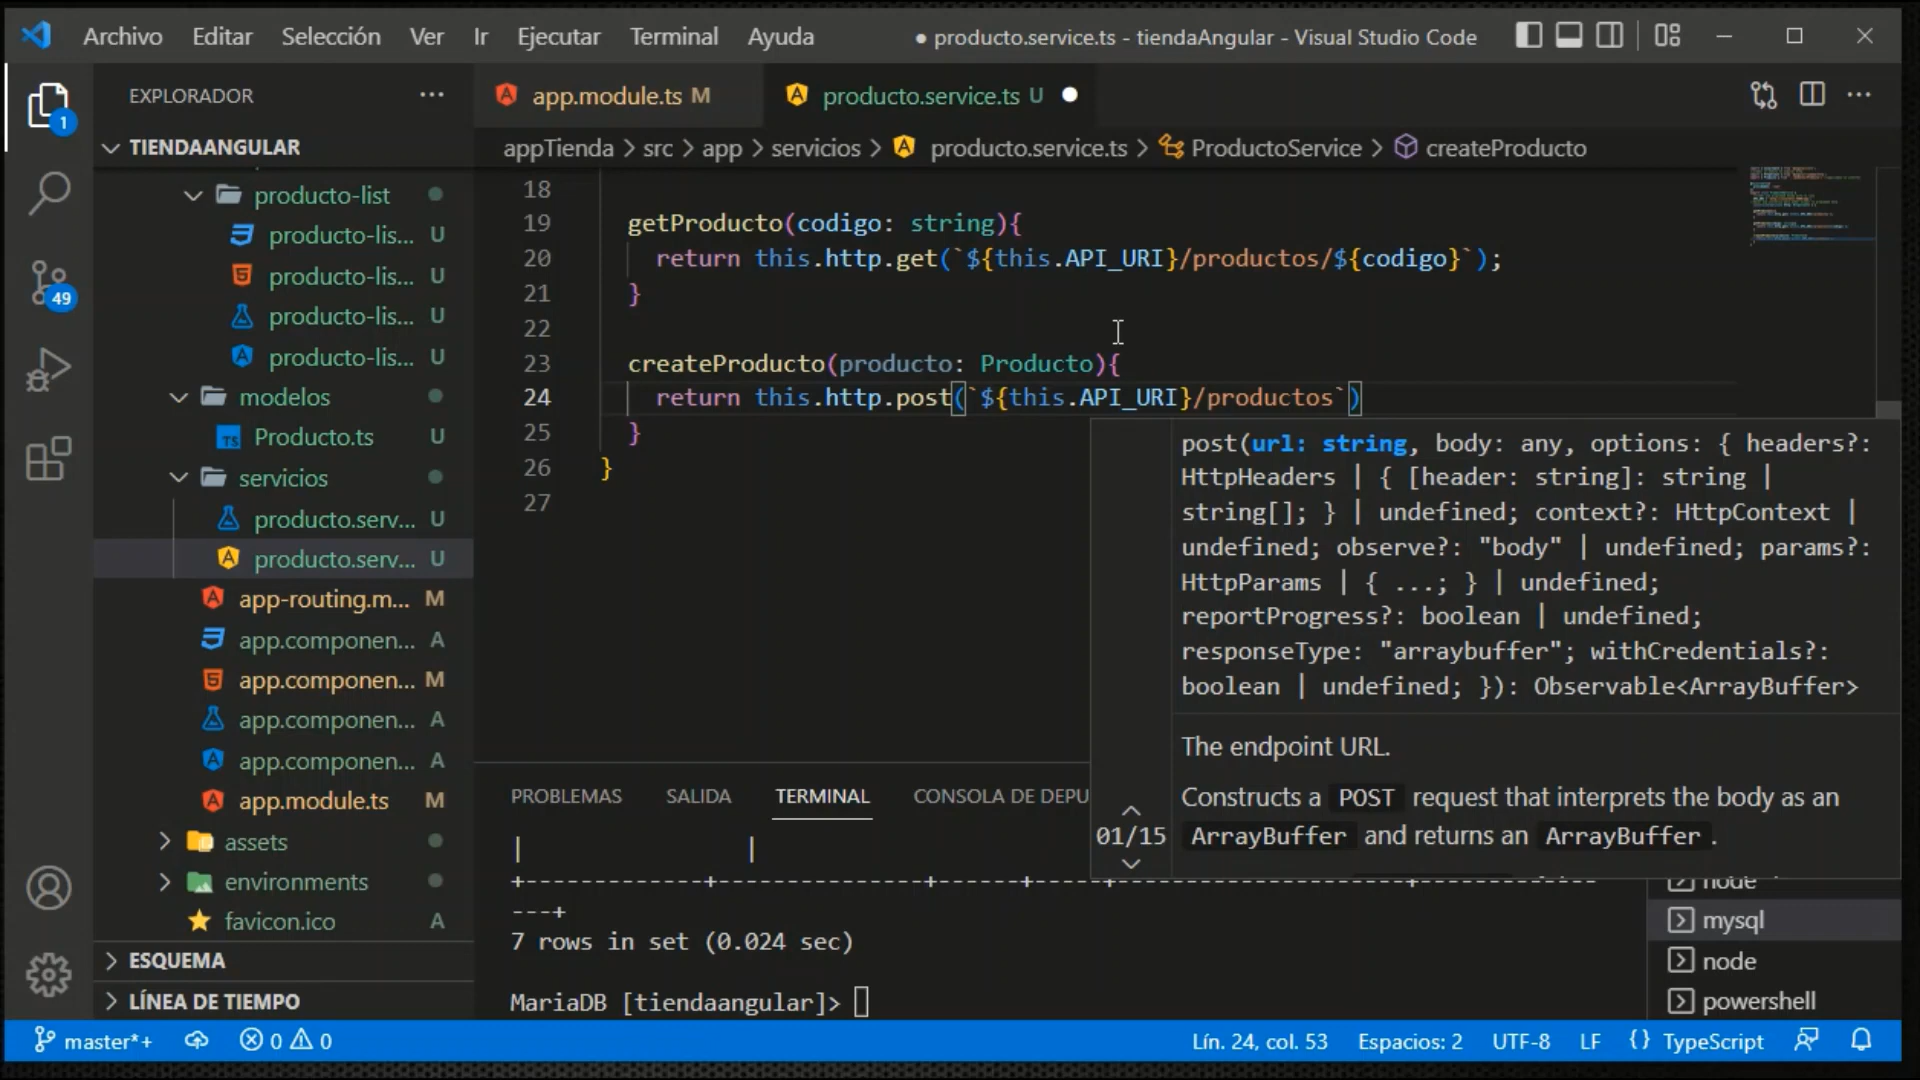 Archivo Editar Selección Ver Ir Ejecutar Terminal Ayuda ● producto.service.ts - tiendaAngular - Visual Studio Code
EXPLORADOR ···
1
49
TIENDAANGULAR
producto-list
producto-lis... U
producto-lis... U
producto-lis... U
producto-lis... U
modelos
TS Producto.ts U
servicios
producto.serv... U
producto.serv... U
app-routing.m... M
app.componen... A
app.componen... M
app.componen... A
app.componen... A
app.module.ts M
assets
environments
favicon.ico A
ESQUEMA
LÍNEA DE TIEMPO
app.module.ts M producto.service.ts U ●
appTienda > src > app > servicios > producto.service.ts > ProductoService > createProducto
18
19 getProducto(codigo: string){
20 return this.http.get(`${this.API_URI}/productos/${codigo}`);
21 }
22
23 createProducto(producto: Producto){
24 return this.http.post(`${this.API_URI}/productos`)
25 }
26 }
27
post(url: string, body: any, options: { headers?:
HttpHeaders | { [header: string]: string |
string[]; } | undefined; context?: HttpContext |
undefined; observe?: "body" | undefined; params?:
HttpParams | { ...; } | undefined;
reportProgress?: boolean | undefined;
responseType: "arraybuffer"; withCredentials?:
boolean | undefined; }): Observable<ArrayBuffer>
The endpoint URL.
Constructs a POST request that interprets the body as an
ArrayBuffer and returns an ArrayBuffer.
01/15
PROBLEMAS SALIDA TERMINAL CONSOLA DE DEPU
| |
---+
7 rows in set (0.024 sec)
MariaDB [tiendaangular]>
node
mysql
node
powershell
master*+ 0 0 Lín. 24, col. 53 Espacios: 2 UTF-8 LF {} TypeScript